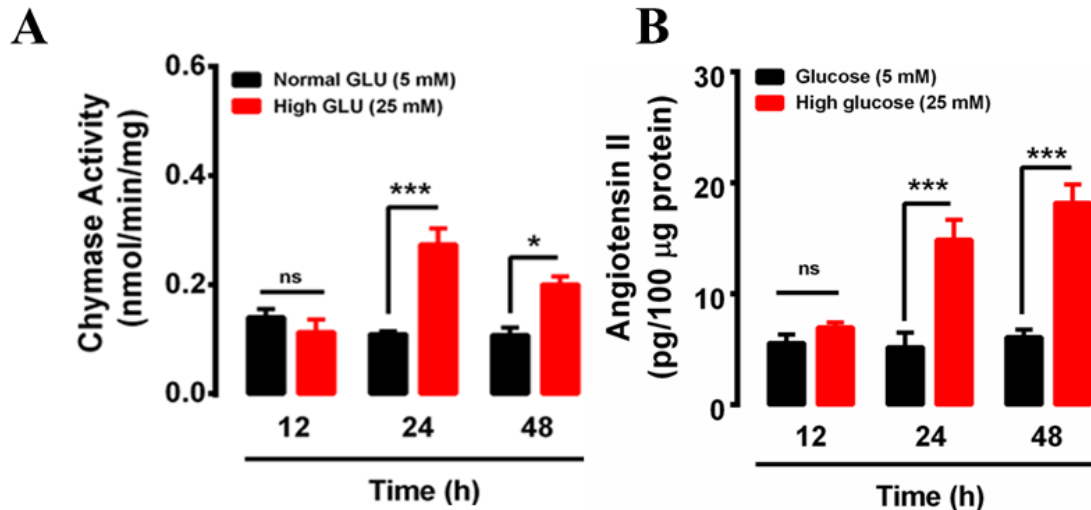 A
Chymase Activity
(nmol/min/mg)
0.6
0.4
0.2
0.0
Normal GLU (5 mM)
High GLU (25 mM)
ns
***
*
12 24 48
Time (h)
B
Angiotensin II
(pg/100 µg protein)
30
20
10
0
Glucose (5 mM)
High glucose (25 mM)
ns
***
***
12 24 48
Time (h)